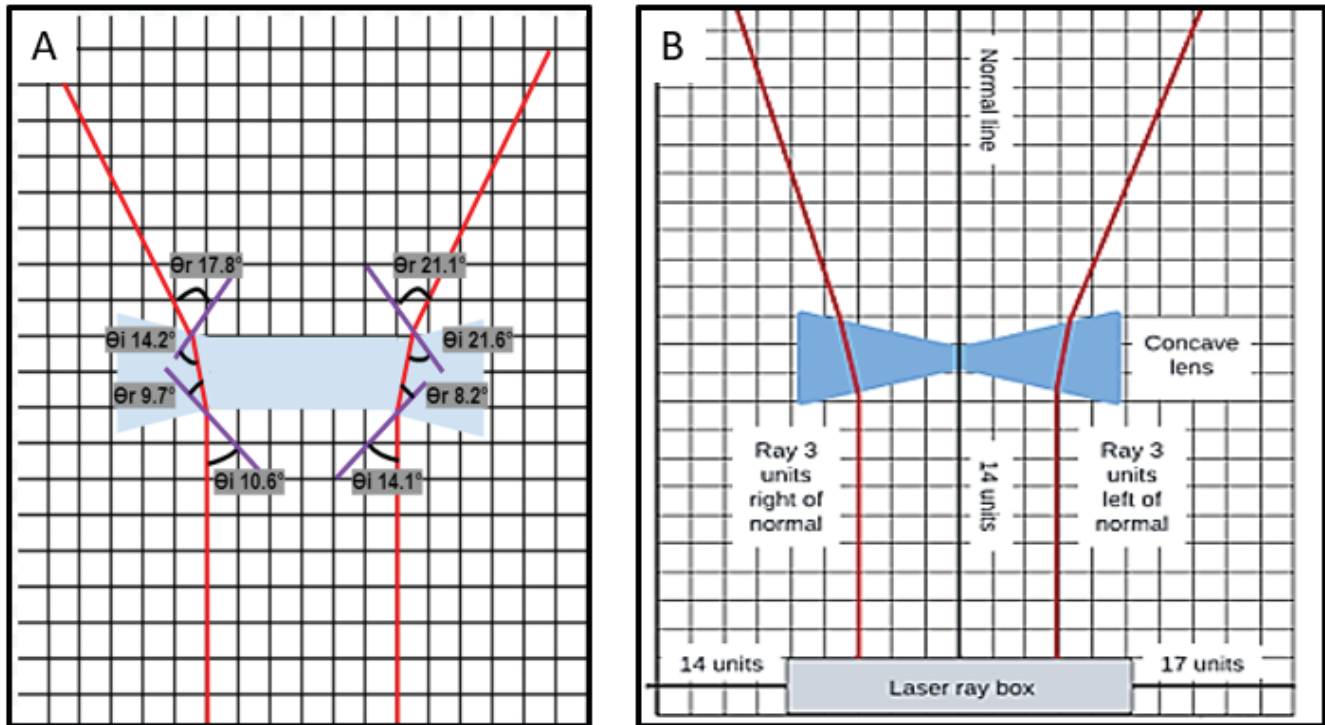 A
Θr 17.8°
Θr 21.1°
Θi 14.2°
Θi 21.6°
Θr 9.7°
Θr 8.2°
Θi 10.6°
Θi 14.1°
B
Normal line
Concave
lens
Ray 3
units
right of
normal
14 units
Ray 3
units
left of
normal
14 units
17 units
Laser ray box